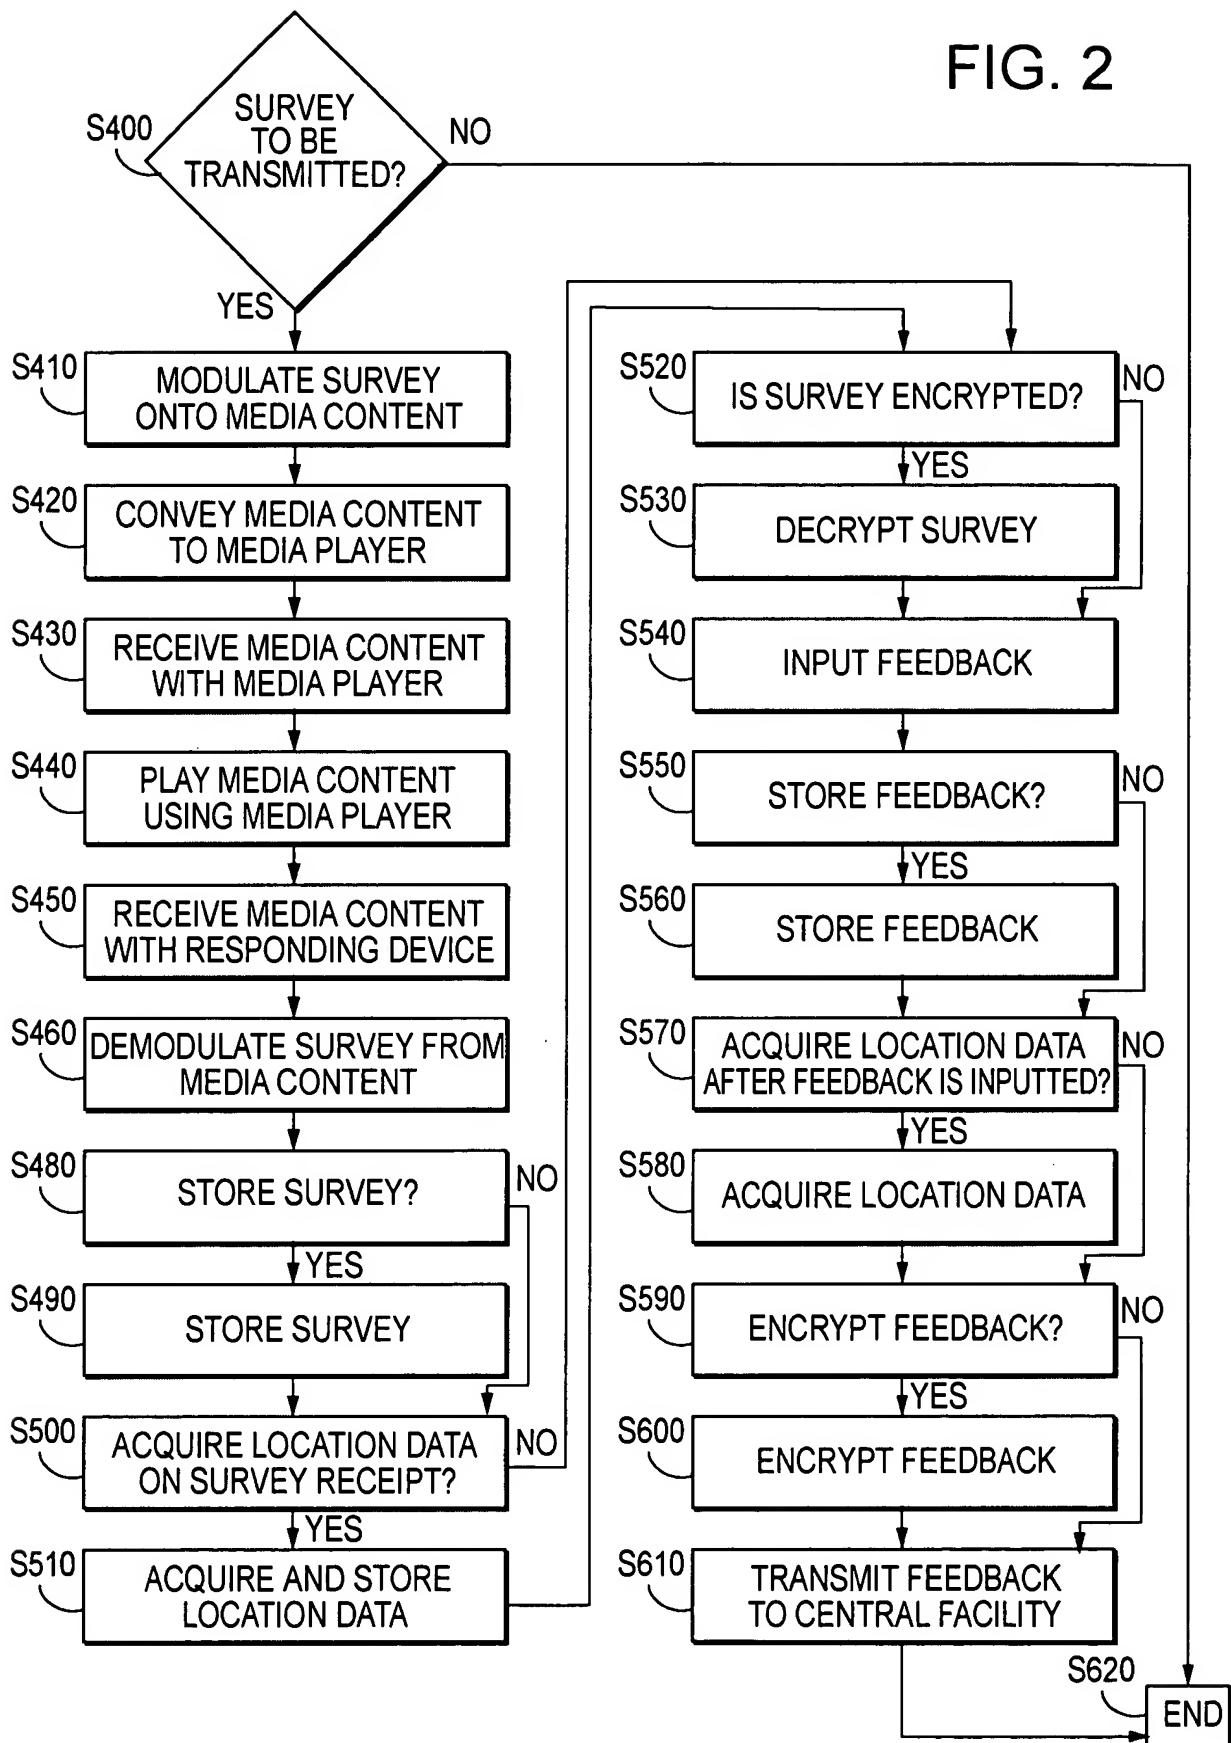 FIG. 2
S400
SURVEY
TO BE
TRANSMITTED?
NO
YES
S410
MODULATE SURVEY
ONTO MEDIA CONTENT
S420
CONVEY MEDIA CONTENT
TO MEDIA PLAYER
S430
RECEIVE MEDIA CONTENT
WITH MEDIA PLAYER
S440
PLAY MEDIA CONTENT
USING MEDIA PLAYER
S450
RECEIVE MEDIA CONTENT
WITH RESPONDING DEVICE
S460
DEMODULATE SURVEY FROM
MEDIA CONTENT
S480
STORE SURVEY?
NO
YES
S490
STORE SURVEY
S500
ACQUIRE LOCATION DATA
ON SURVEY RECEIPT?
NO
YES
S510
ACQUIRE AND STORE
LOCATION DATA
S520
IS SURVEY ENCRYPTED?
NO
YES
S530
DECRYPT SURVEY
S540
INPUT FEEDBACK
S550
STORE FEEDBACK?
NO
YES
S560
STORE FEEDBACK
S570
ACQUIRE LOCATION DATA
AFTER FEEDBACK IS INPUTTED?
NO
YES
S580
ACQUIRE LOCATION DATA
S590
ENCRYPT FEEDBACK?
NO
YES
S600
ENCRYPT FEEDBACK
S610
TRANSMIT FEEDBACK
TO CENTRAL FACILITY
S620
END